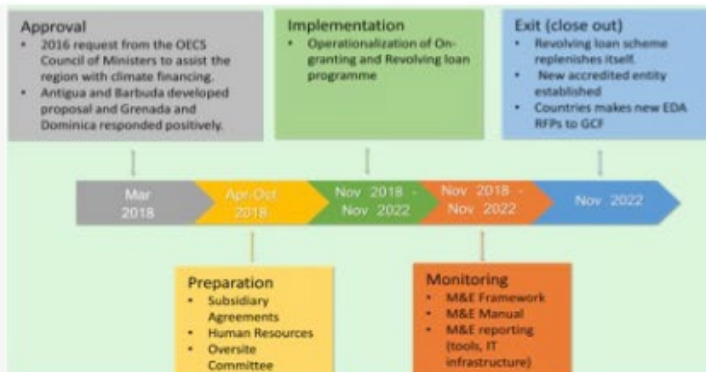 Approval
• 2016 request from the OECS
Council of Ministers to assist the
region with climate financing.
• Antigua and Barbuda developed
proposal and Grenada and
Dominica responded positively.
Implementation
• Operationalization of On-
granting and Revolving loan
programme
Exit (close out)
• Revolving loan scheme
replenishes itself.
• New accredited entity
established
• Countries makes new EDA
RFPs to GCF
Mar
2018
Apr-Oct
2018
Nov 2018 -
Nov 2022
Nov 2018 -
Nov 2022
Nov 2022
Preparation
• Subsidiary
Agreements
• Human Resources
• Oversite
Committee
Monitoring
• M&E Framework
• M&E Manual
• M&E reporting
(tools, IT
infrastructure)